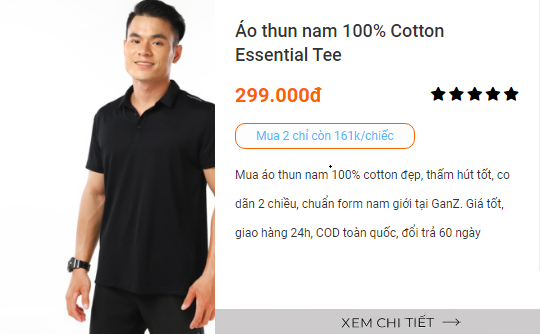 Áo thun nam 100% Cotton
Essential Tee
299.000đ
Mua 2 chỉ còn 161k/chiếc
Mua áo thun nam 100% cotton đẹp, thấm hút tốt, co
dãn 2 chiều, chuẩn form nam giới tại GanZ. Giá tốt,
giao hàng 24h, COD toàn quốc, đổi trả 60 ngày
XEM CHI TIẾT